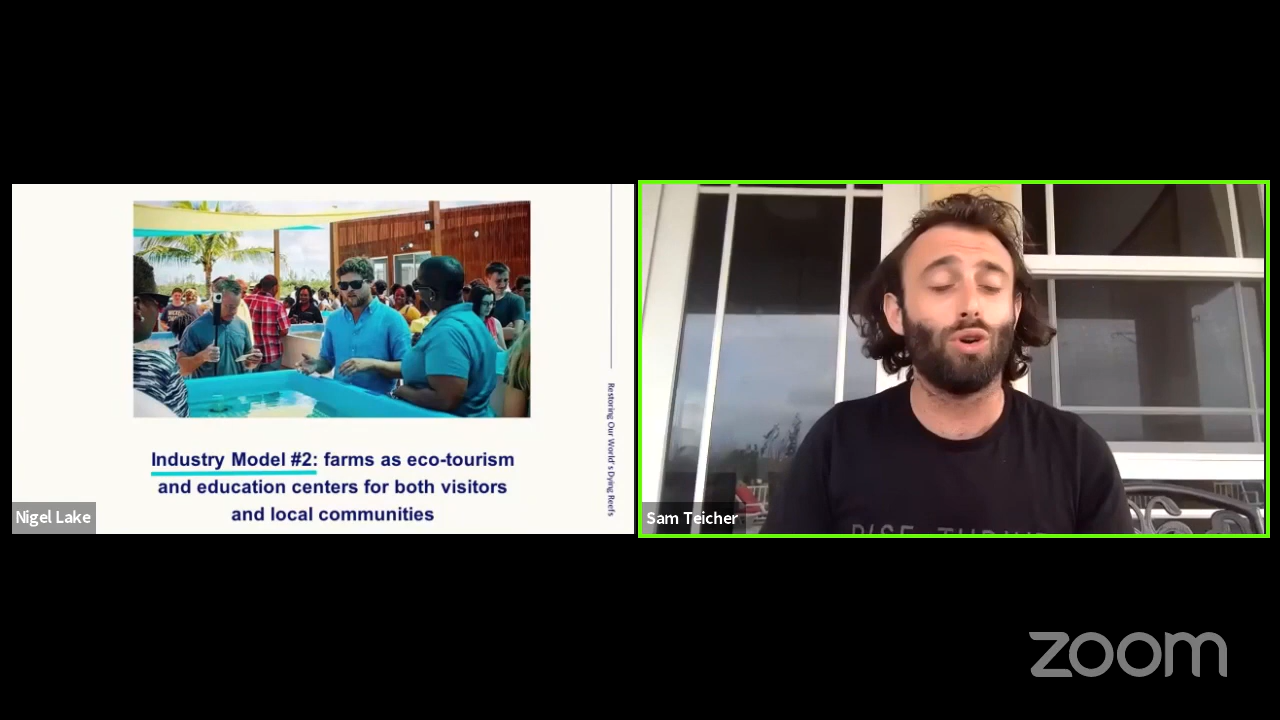 Industry Model #2: farms as eco-tourism
and education centers for both visitors
and local communities
Restoring Our World's Dying Reefs
Nigel Lake
Sam Teicher
zoom